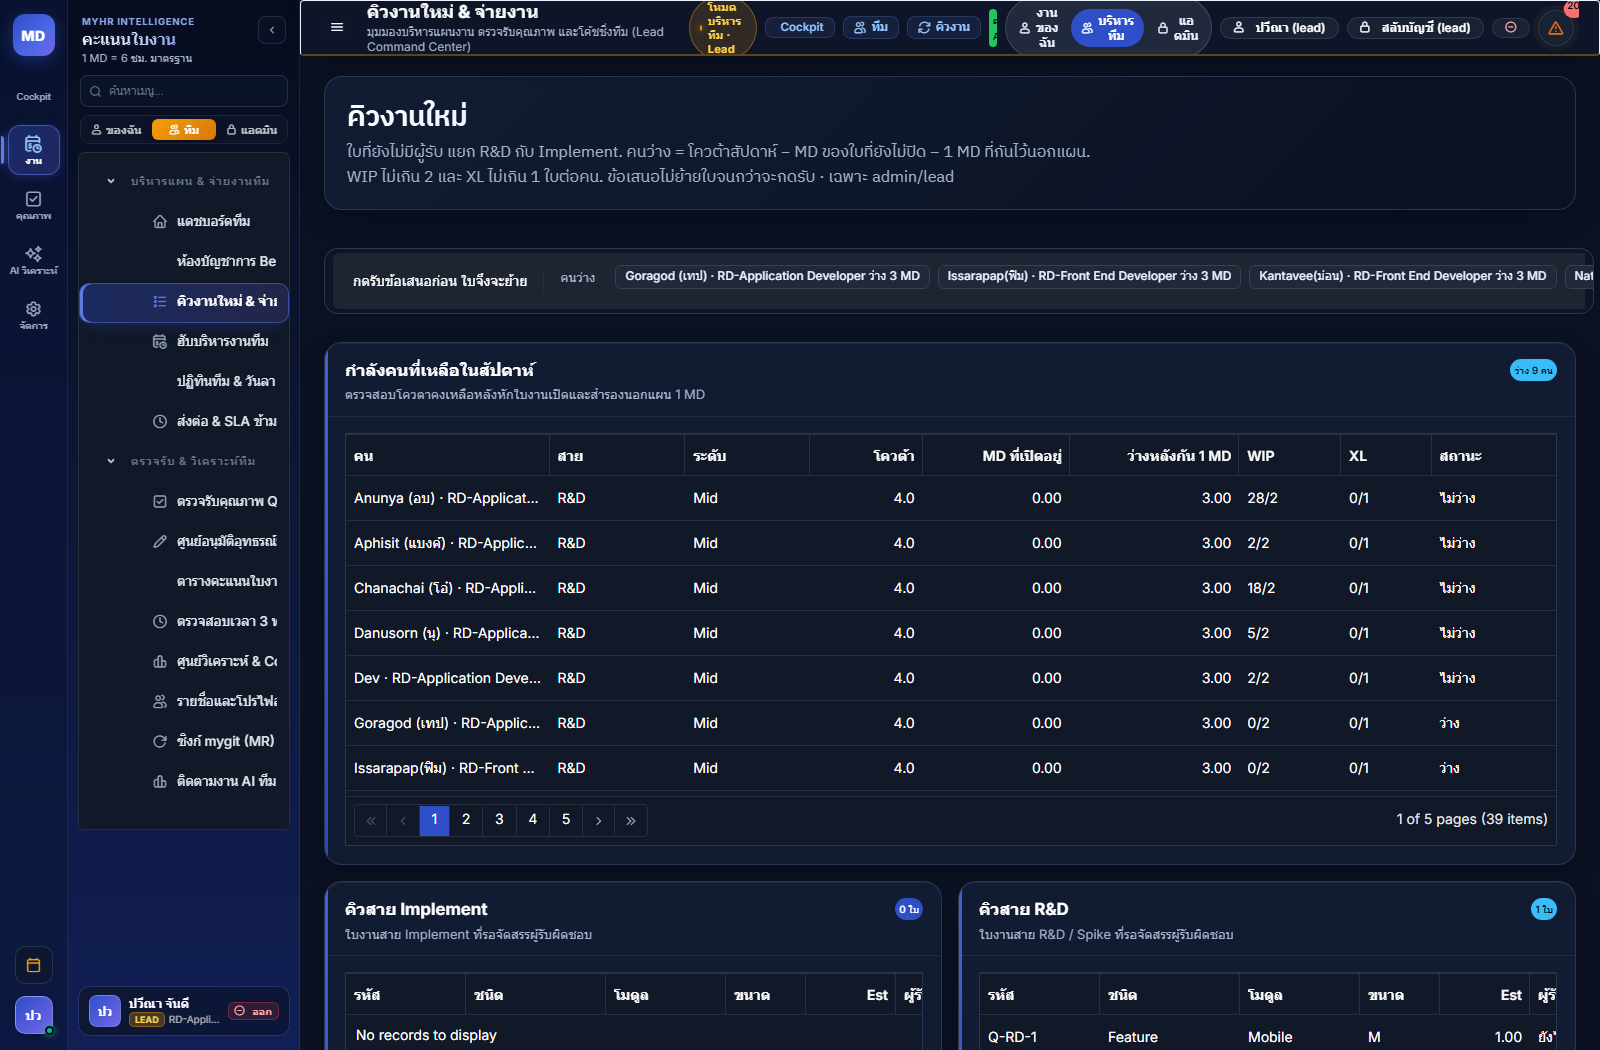 MD
Cockpit
งาน
คุณภาพ
AI วิเคราะห์
จัดการ
ปว
MYHR INTELLIGENCE
คะแนนใบงาน
1 MD = 6 ชม. มาตรฐาน
ค้นหาเมนู...
ของฉัน
ทีม
แอดมิน
บริหารแผน & จ่ายงานทีม
แดชบอร์ดทีม
ห้องบัญชาการ Be
คิวงานใหม่ & จ่าย
ฮับบริหารงานทีม
ปฏิทินทีม & วันลา
ส่งต่อ & SLA ข้าม
ตรวจรับ & วิเคราะห์ทีม
ตรวจรับคุณภาพ Q
ศูนย์อนุมัติอุทธรณ์
ตารางคะแนนใบงา
ตรวจสอบเวลา 3 ท
ศูนย์วิเคราะห์ & Co
รายชื่อและโปรไฟล
ซิงก์ mygit (MR)
ติดตามงาน AI ทีม
ปว
ปวีณา จันดี
LEAD RD-Appli...
ออก
คิวงานใหม่ & จ่ายงาน
มุมมองบริหารแผนงาน ตรวจรับคุณภาพ และโค้ชชิ่งทีม (Lead Command Center)
โหมด บริหาร ทีม · Lead
Cockpit
ทีม
คิวงาน
งาน ของ ฉัน
บริหาร ทีม
แอ ดมิน
ปวีณา (lead)
สลับบัญชี (lead)
20
คิวงานใหม่
ใบที่ยังไม่มีผู้รับ แยก R&D กับ Implement. คนว่าง = โควต้าสัปดาห์ – MD ของใบที่ยังไม่ปิด – 1 MD ที่กันไว้นอกแผน.
WIP ไม่เกิน 2 และ XL ไม่เกิน 1 ใบต่อคน. ข้อเสนอไม่ย้ายใบจนกว่าจะกดรับ · เฉพาะ admin/lead
กดรับข้อเสนอก่อน ใบจึงจะย้าย
คนว่าง
Goragod (เทป) · RD-Application Developer ว่าง 3 MD
Issarapap(ฟิม) · RD-Front End Developer ว่าง 3 MD
Kantavee(ม่อน) · RD-Front End Developer ว่าง 3 MD
Nat
กำลังคนที่เหลือในสัปดาห์
ว่าง 9 คน
ตรวจสอบโควตาคงเหลือหลังหักใบงานเปิดและสำรองนอกแผน 1 MD
คน สาย ระดับ โควต้า MD ที่เปิดอยู่ ว่างหลังกัน 1 MD WIP XL สถานะ
Anunya (อบ) · RD-Applicat... R&D Mid 4.0 0.00 3.00 28/2 0/1 ไม่ว่าง
Aphisit (แบงค์) · RD-Applic... R&D Mid 4.0 0.00 3.00 2/2 0/1 ไม่ว่าง
Chanachai (โอ๋) · RD-Appli... R&D Mid 4.0 0.00 3.00 18/2 0/1 ไม่ว่าง
Danusorn (นุ) · RD-Applica... R&D Mid 4.0 0.00 3.00 5/2 0/1 ไม่ว่าง
Dev · RD-Application Deve... R&D Mid 4.0 0.00 3.00 2/2 0/1 ไม่ว่าง
Goragod (เทป) · RD-Applic... R&D Mid 4.0 0.00 3.00 0/2 0/1 ว่าง
Issarapap(ฟิม) · RD-Front ... R&D Mid 4.0 0.00 3.00 0/2 0/1 ว่าง
« ‹ 1 2 3 4 5 › »
1 of 5 pages (39 items)
คิวสาย Implement
0 ใบ
ใบงานสาย Implement ที่รอจัดสรรผู้รับผิดชอบ
รหัส ชนิด โมดูล ขนาด Est ผู้รั
No records to display
คิวสาย R&D
1 ใบ
ใบงานสาย R&D / Spike ที่รอจัดสรรผู้รับผิดชอบ
รหัส ชนิด โมดูล ขนาด Est ผู้รั
Q-RD-1 Feature Mobile M 1.00 ยังไ